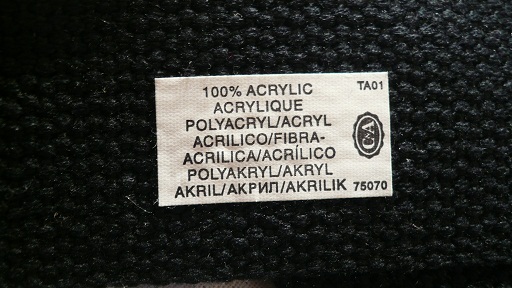 100% ACRYLIC TA01
ACRYLIQUE
POLYACRYL/ACRYL
ACRILICO/FIBRA-
ACRILICA/ACRÍLICO
POLYAKRYL/AKRYL
AKRIL/АКРИЛ/AKRILIK 75070
C&A